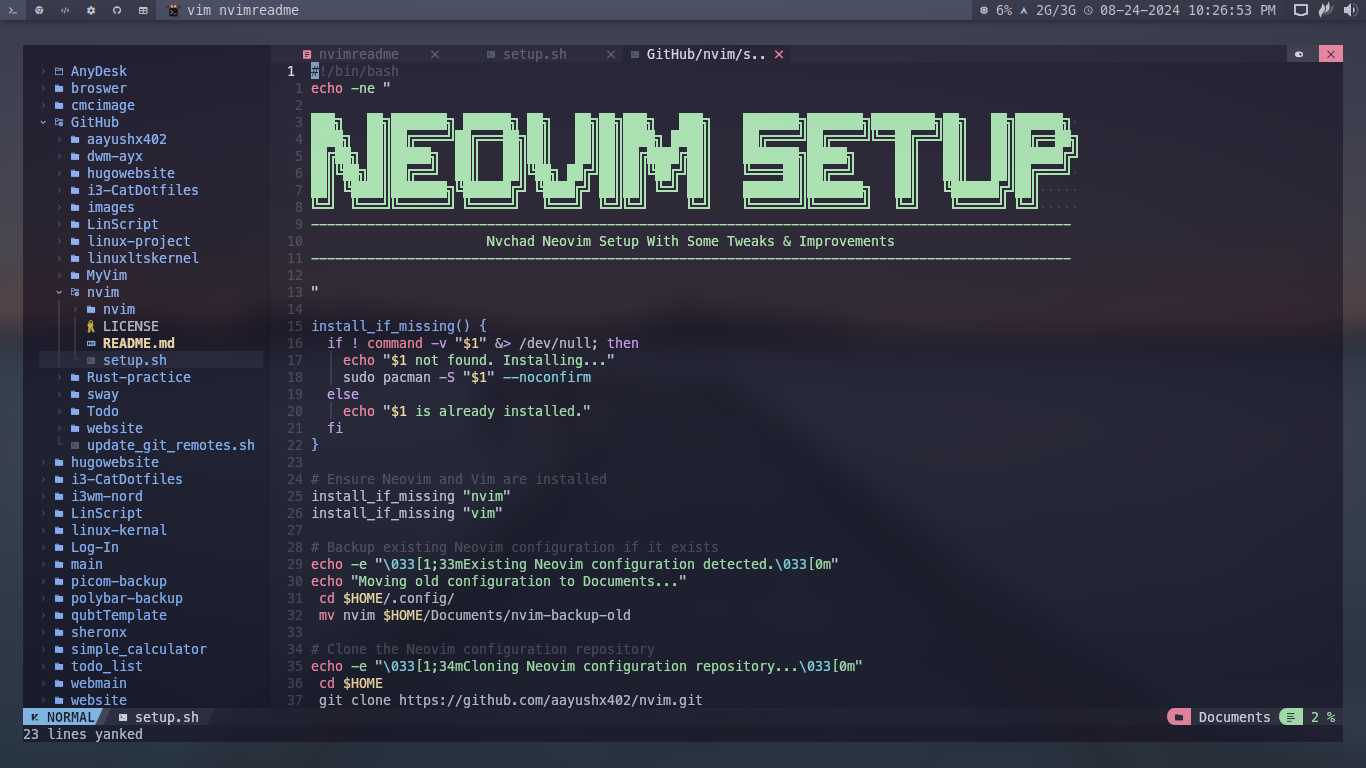 vim nvimreadme
6% 2G/3G 08-24-2024 10:26:53 PM
nvimreadme setup.sh GitHub/nvim/s..
AnyDesk
broswer
cmcimage
GitHub
aayushx402
dwm-ayx
hugowebsite
i3-CatDotfiles
images
LinScript
linux-project
linuxltskernel
MyVim
nvim
nvim
LICENSE
README.md
setup.sh
Rust-practice
sway
Todo
website
update_git_remotes.sh
hugowebsite
i3-CatDotfiles
i3wm-nord
LinScript
linux-kernal
Log-In
main
picom-backup
polybar-backup
qubtTemplate
sheronx
simple_calculator
todo_list
webmain
website
1 #!/bin/bash
1 echo -ne "
2
3
4
5 NEOVIM SETUP
6
7
8
9 -----------------------------------------------------------------------------------------------
10 Nvchad Neovim Setup With Some Tweaks & Improvements
11 -----------------------------------------------------------------------------------------------
12
13 "
14
15 install_if_missing() {
16 if ! command -v "$1" &> /dev/null; then
17 echo "$1 not found. Installing..."
18 sudo pacman -S "$1" --noconfirm
19 else
20 echo "$1 is already installed."
21 fi
22 }
23
24 # Ensure Neovim and Vim are installed
25 install_if_missing "nvim"
26 install_if_missing "vim"
27
28 # Backup existing Neovim configuration if it exists
29 echo -e "\033[1;33mExisting Neovim configuration detected.\033[0m"
30 echo "Moving old configuration to Documents..."
31 cd $HOME/.config/
32 mv nvim $HOME/Documents/nvim-backup-old
33
34 # Clone the Neovim configuration repository
35 echo -e "\033[1;34mCloning Neovim configuration repository...\033[0m"
36 cd $HOME
37 git clone https://github.com/aayushx402/nvim.git
NORMAL setup.sh Documents 2 %
23 lines yanked